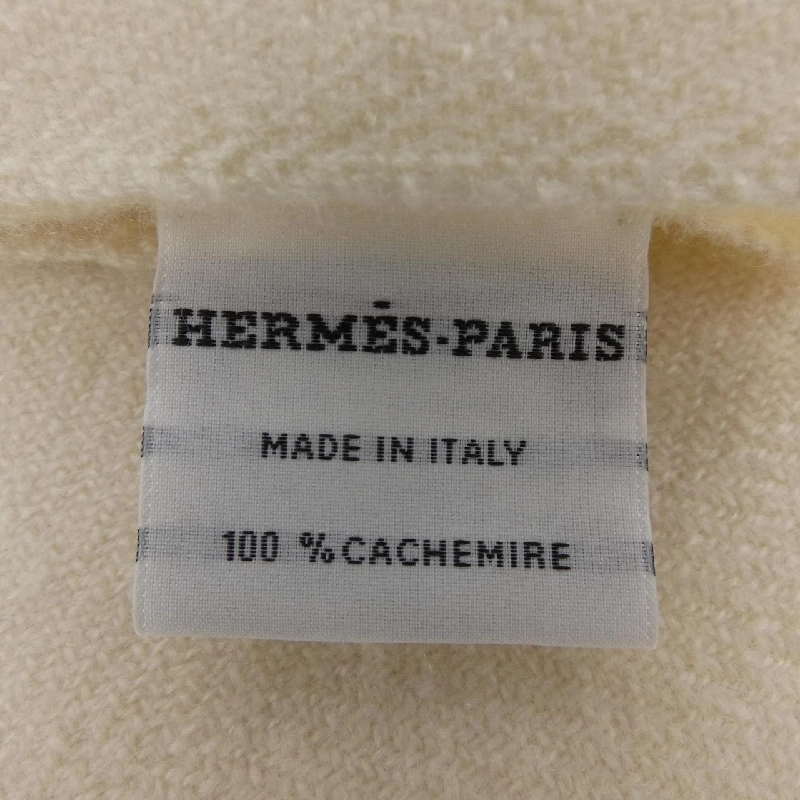 HERMÈS-PARIS
MADE IN ITALY
100 % CACHEMIRE